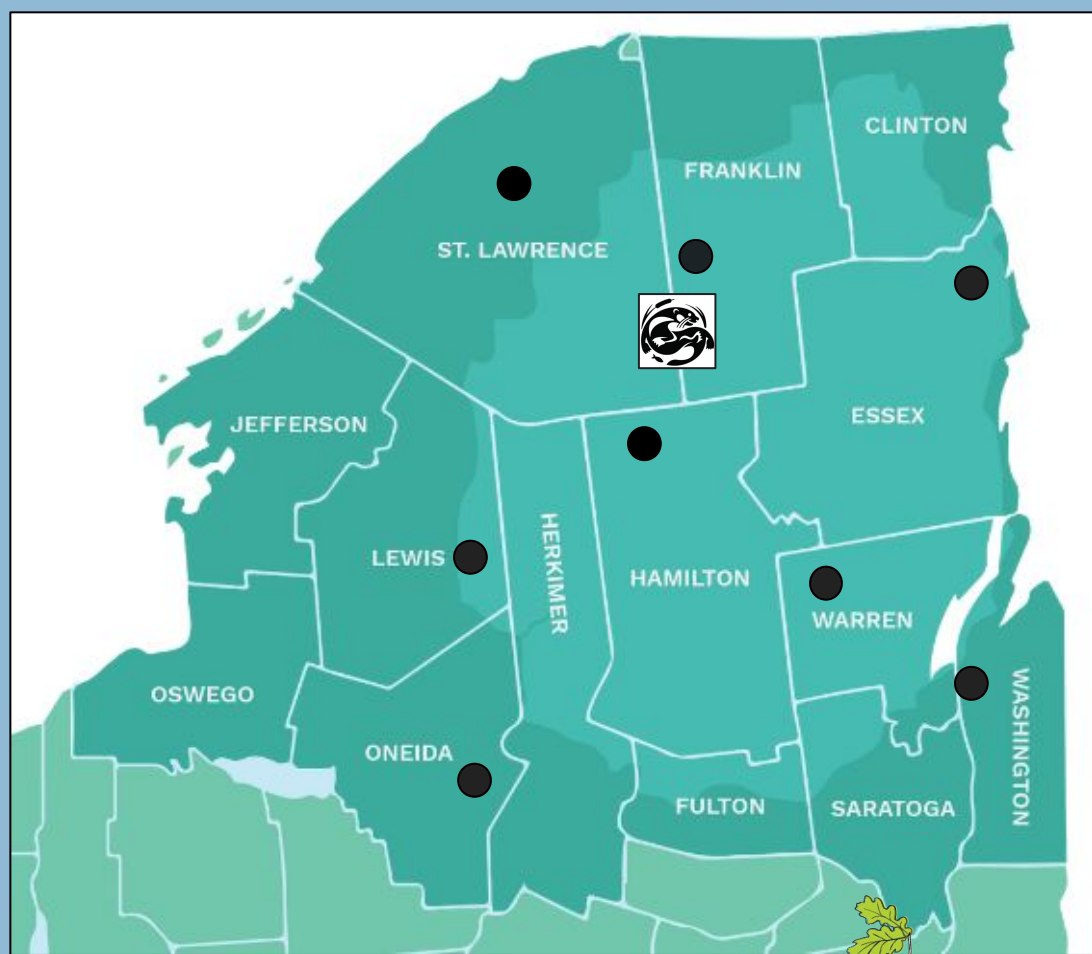 CLINTON
FRANKLIN
ST. LAWRENCE
ESSEX
JEFFERSON
HERKIMER
LEWIS
HAMILTON
WARREN
OSWEGO
WASHINGTON
ONEIDA
FULTON
SARATOGA